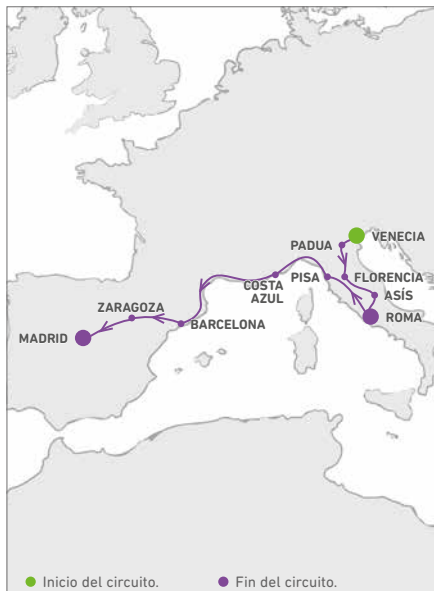 VENECIA
PADUA
FLORENCIA
COSTA
AZUL
PISA
ASÍS
ROMA
ZARAGOZA
BARCELONA
MADRID
Inicio del circuito.
Fin del circuito.